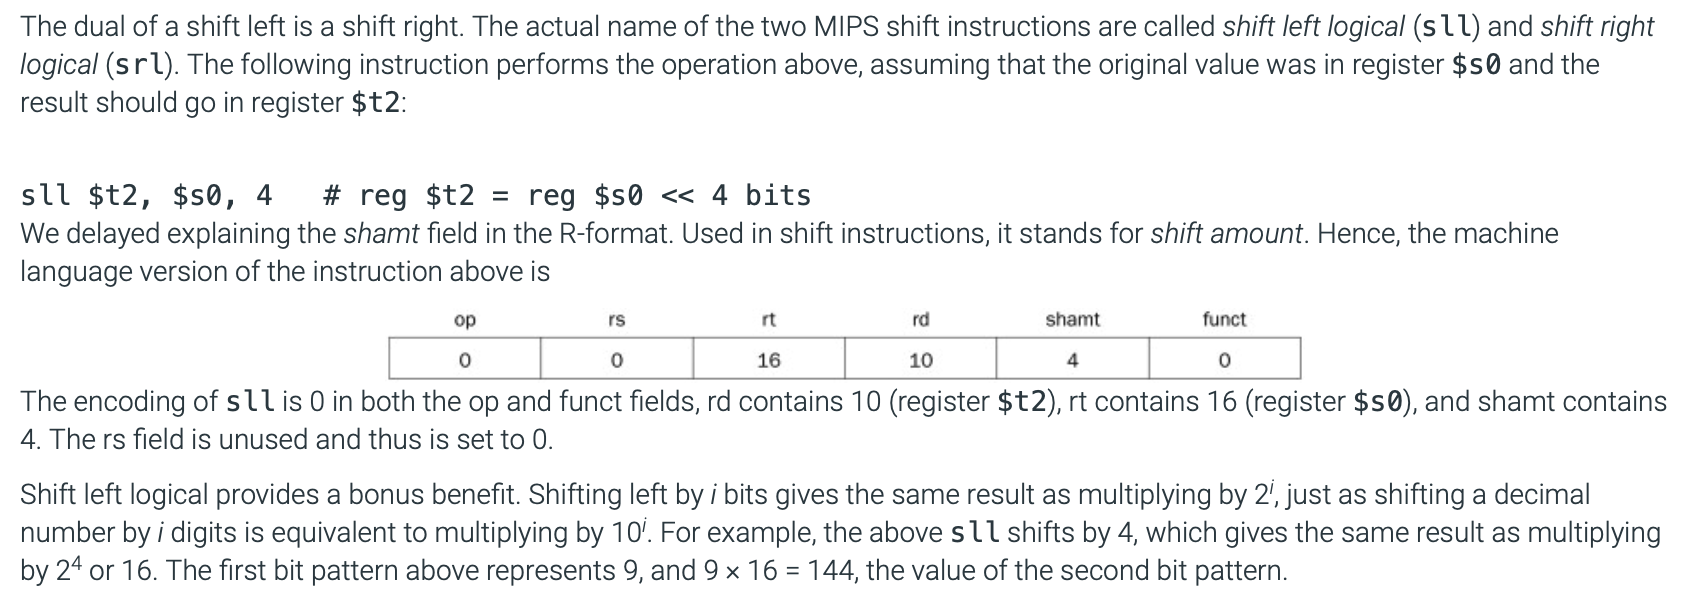 The dual of a shift left is a shift right. The actual name of the two MIPS shift instructions are called shift left logical (sll) and shift right
logical (srl). The following instruction performs the operation above, assuming that the original value was in register $s0 and the
result should go in register $t2:
sll $t2, $s0, 4   # reg $t2 = reg $s0 << 4 bits
We delayed explaining the shamt field in the R-format. Used in shift instructions, it stands for shift amount. Hence, the machine
language version of the instruction above is
op rs rt rd shamt funct
0 0 16 10 4 0
The encoding of sll is 0 in both the op and funct fields, rd contains 10 (register $t2), rt contains 16 (register $s0), and shamt contains
4. The rs field is unused and thus is set to 0.
Shift left logical provides a bonus benefit. Shifting left by i bits gives the same result as multiplying by 2ⁱ, just as shifting a decimal
number by i digits is equivalent to multiplying by 10ⁱ. For example, the above sll shifts by 4, which gives the same result as multiplying
by 2⁴ or 16. The first bit pattern above represents 9, and 9 × 16 = 144, the value of the second bit pattern.